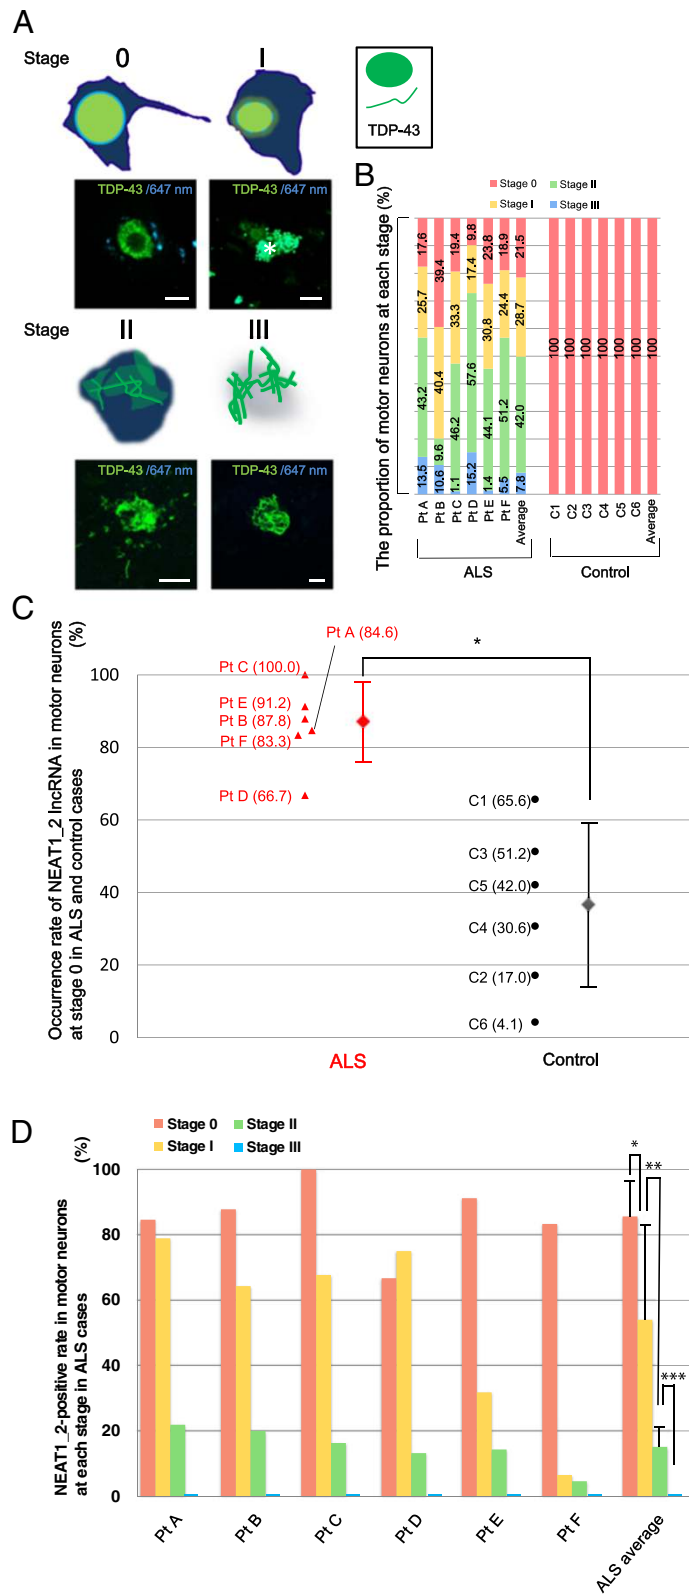 A
Stage
0
I
TDP-43
TDP-43 /647 nm
TDP-43 /647 nm
*
Stage
II
III
TDP-43 /647 nm
TDP-43 /647 nm
B
Stage 0
Stage II
Stage I
Stage III
The proportion of motor neurons at each stage (%)
17.6
39.4
19.4
9.8
23.8
18.9
21.5
25.7
40.4
33.3
17.4
30.8
24.4
28.7
43.2
9.6
46.2
57.6
44.1
51.2
42.0
13.5
10.6
1.1
15.2
1.4
5.5
7.8
100
100
100
100
100
100
100
Pt A
Pt B
Pt C
Pt D
Pt E
Pt F
Average
C1
C2
C3
C4
C5
C6
Average
ALS
Control
C
Occurrence rate of NEAT1_2 lncRNA in motor neurons
at stage 0 in ALS and control cases
(%)
100
80
60
40
20
0
Pt A (84.6)
Pt C (100.0)
Pt E (91.2)
Pt B (87.8)
Pt F (83.3)
Pt D (66.7)
*
C1 (65.6)
C3 (51.2)
C5 (42.0)
C4 (30.6)
C2 (17.0)
C6 (4.1)
ALS
Control
D
Stage 0
Stage II
Stage I
Stage III
NEAT1_2-positive rate in motor neurons
at each stage in ALS cases
(%)
100
80
60
40
20
0
*
**
***
Pt A
Pt B
Pt C
Pt D
Pt E
Pt F
ALS average